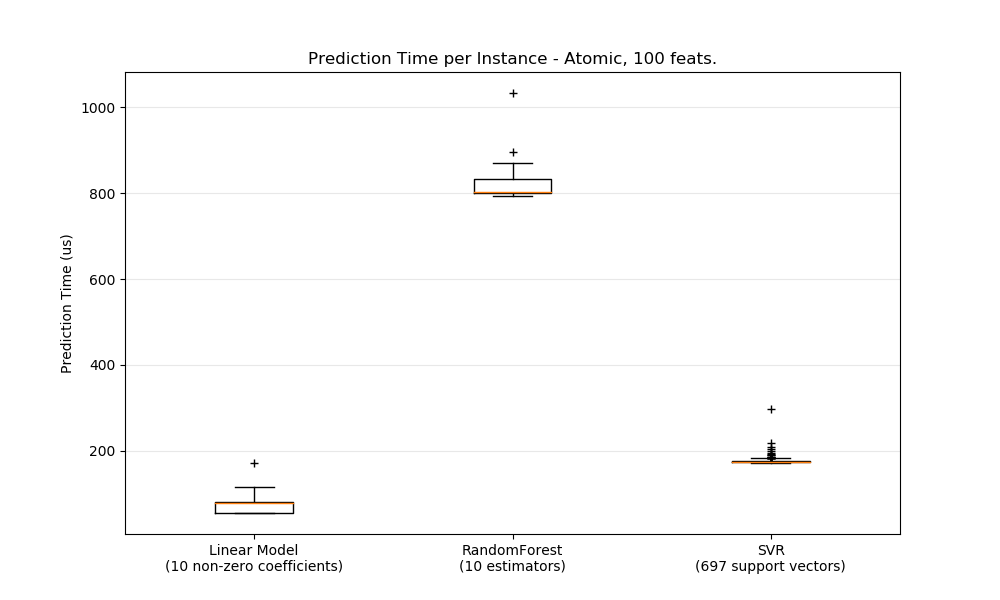 Prediction Time per Instance - Atomic, 100 feats.
Prediction Time (us)
1000
800
600
400
200
Linear Model
(10 non-zero coefficients)
RandomForest
(10 estimators)
SVR
(697 support vectors)